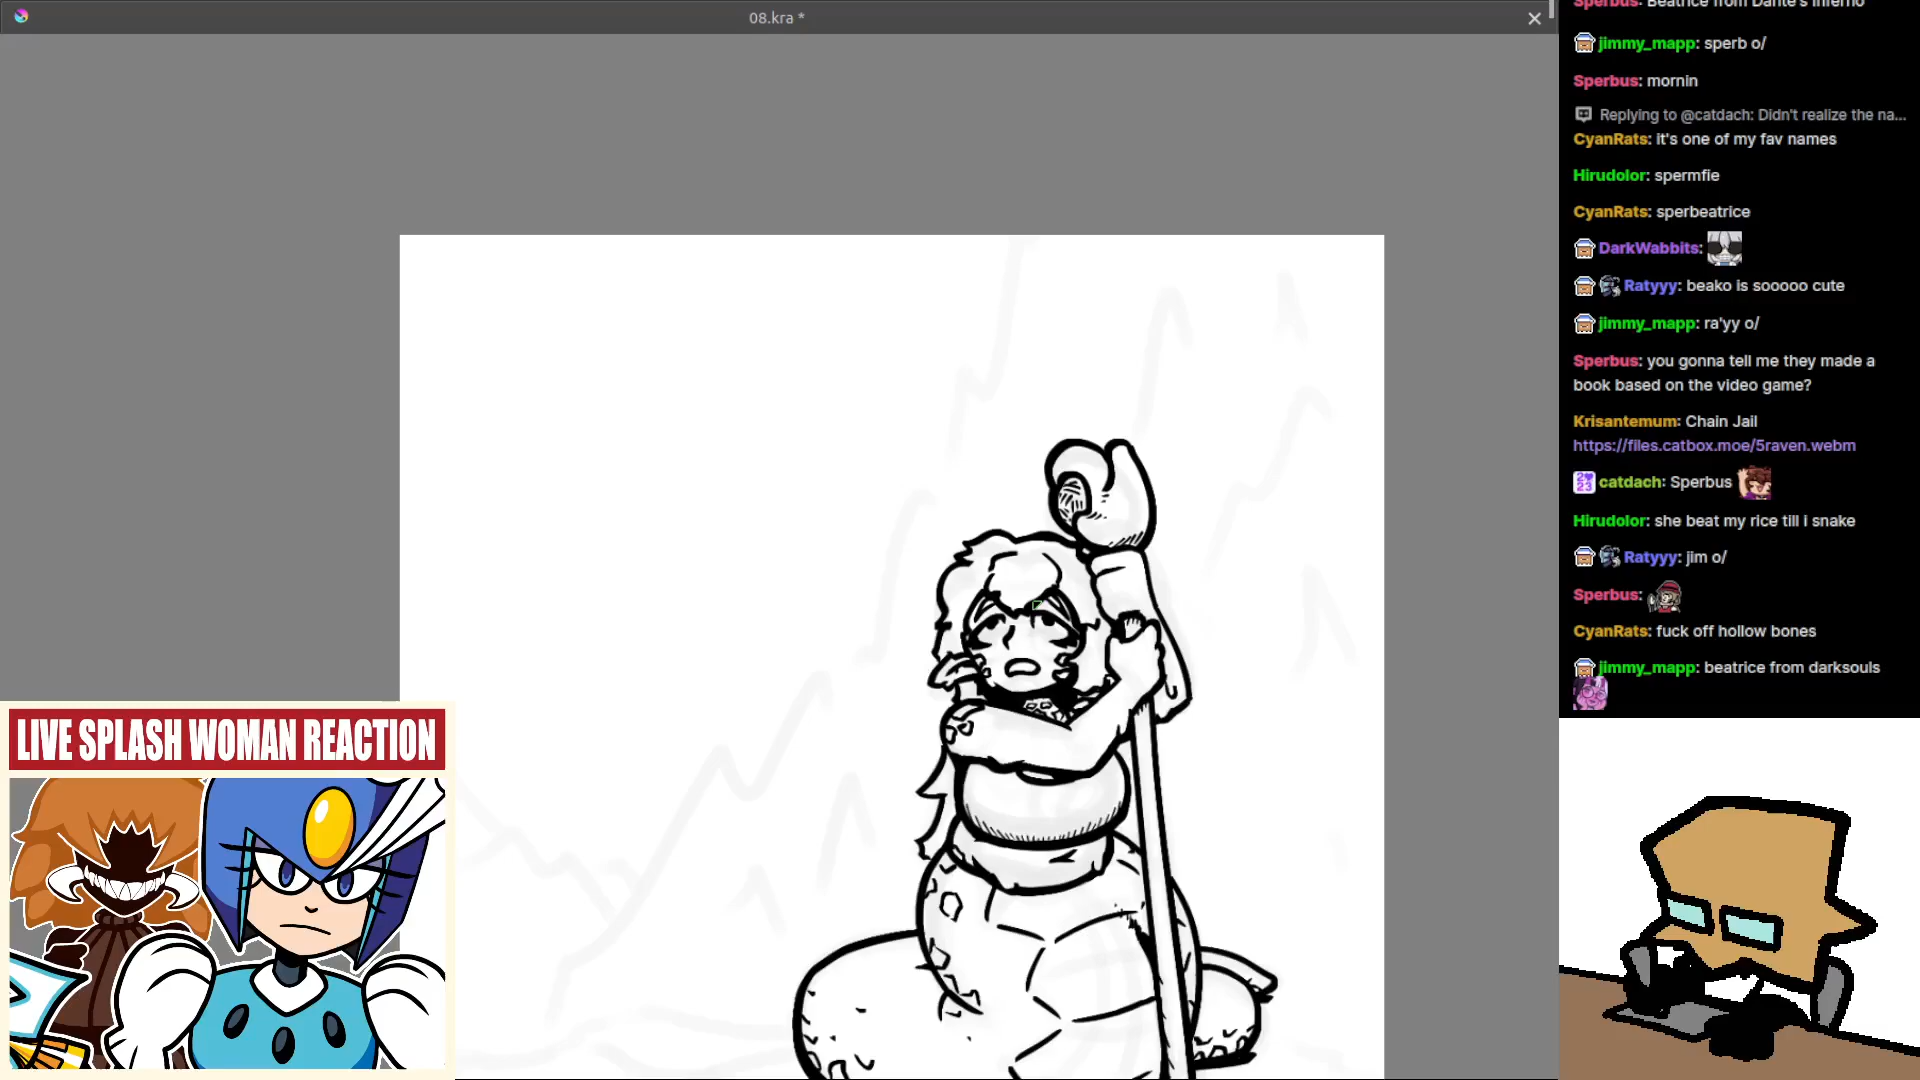 08.kra *
Sperbus: Beatrice from Dante's Inferno
jimmy_mapp: sperb o/
Sperbus: mornin
Replying to @catdach: Didn't realize the na...
CyanRats: it's one of my fav names
Hirudolor: spermfie
CyanRats: sperbeatrice
DarkWabbits:
Ratyyy: beako is sooooo cute
jimmy_mapp: ra'yy o/
Sperbus: you gonna tell me they made a
book based on the video game?
Krisantemum: Chain Jail
https://files.catbox.moe/5raven.webm
catdach: Sperbus
Hirudolor: she beat my rice till i snake
Ratyyy: jim o/
Sperbus:
CyanRats: fuck off hollow bones
jimmy_mapp: beatrice from darksouls
LIVE SPLASH WOMAN REACTION